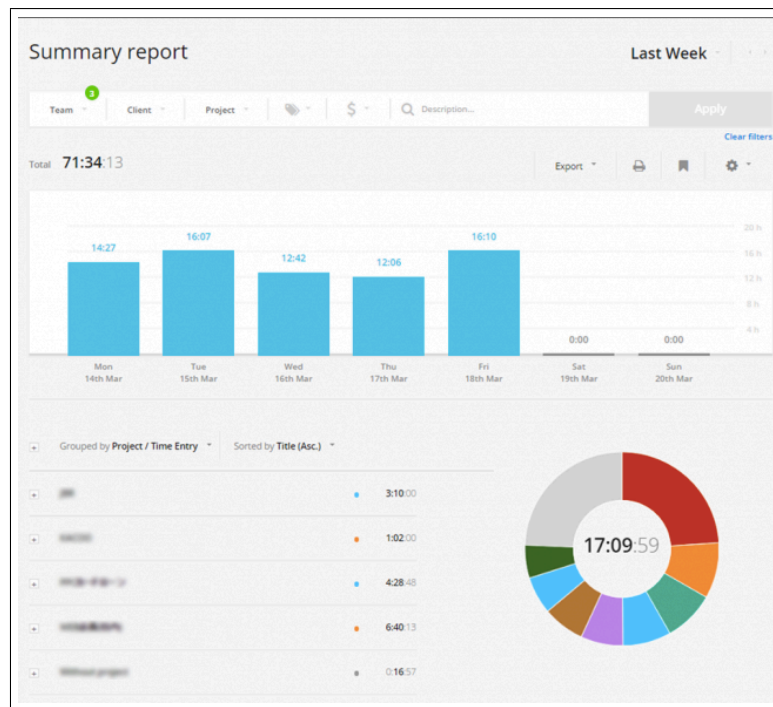 Summary report
Last Week
3
Team
Client
Project
$
Description...
Apply
Clear filters
Total 71:34:13
Export
20 h
16 h
12 h
8 h
4 h
14:27
16:07
12:42
12:06
16:10
0:00
0:00
Mon
14th Mar
Tue
15th Mar
Wed
16th Mar
Thu
17th Mar
Fri
18th Mar
Sat
19th Mar
Sun
20th Mar
Grouped by Project / Time Entry
Sorted by Title (Asc.)
3:10:00
1:02:00
4:28:48
6:40:13
Without project
0:16:57
17:09:59